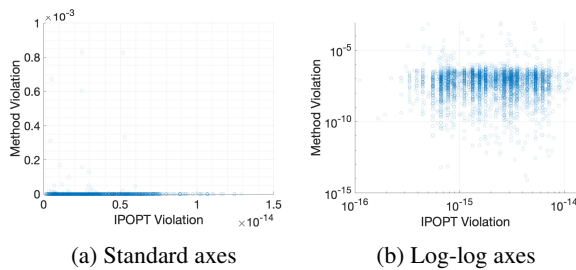 1 ×10⁻³
0.8
0.6
0.4
0.2
0
Method Violation
0 0.5 1 1.5
IPOPT Violation ×10⁻¹⁴
(a) Standard axes
10⁻⁵
10⁻¹⁰
10⁻¹⁵
Method Violation
10⁻¹⁶ 10⁻¹⁵ 10⁻¹⁴
IPOPT Violation
(b) Log-log axes